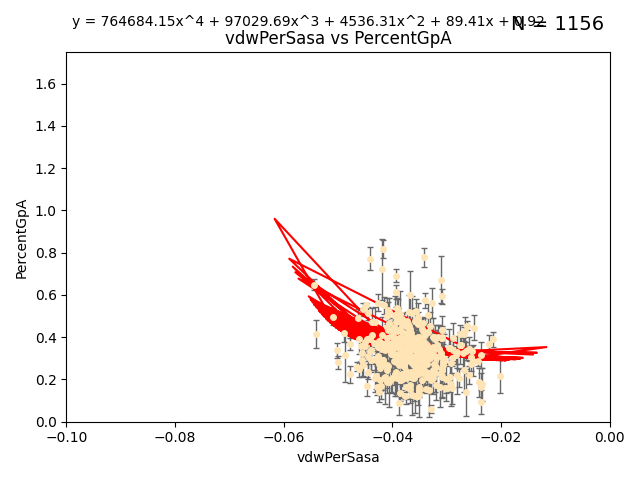 y = 764684.15x^4 + 97029.69x^3 + 4536.31x^2 + 89.41x + 0.92
N = 1156
vdwPerSasa vs PercentGpA
PercentGpA
1.6
1.4
1.2
1.0
0.8
0.6
0.4
0.2
0.0
−0.10 −0.08 −0.06 −0.04 −0.02 0.00
vdwPerSasa